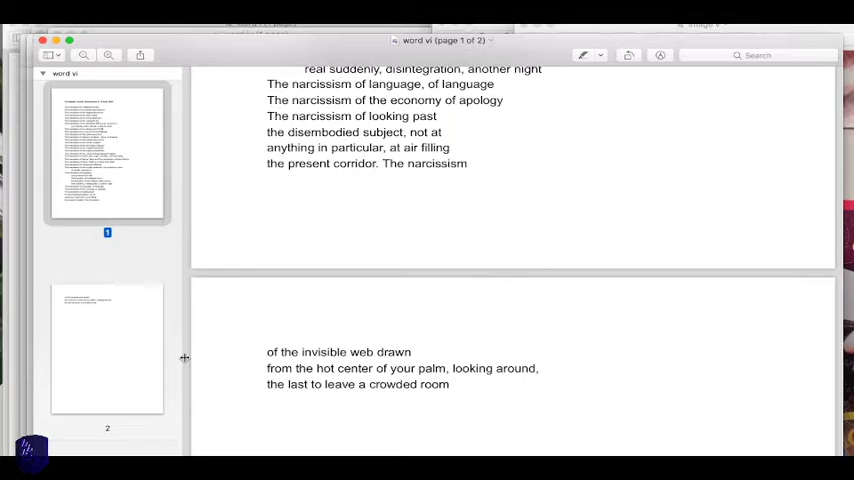 word vi (page 1 of 2)
Search
word vi
real suddenly, disintegration, another night
The narcissism of language, of language
The narcissism of the economy of apology
The narcissism of looking past
the disembodied subject, not at
anything in particular, at air filling
the present corridor. The narcissism
1
of the invisible web drawn
from the hot center of your palm, looking around,
the last to leave a crowded room
2